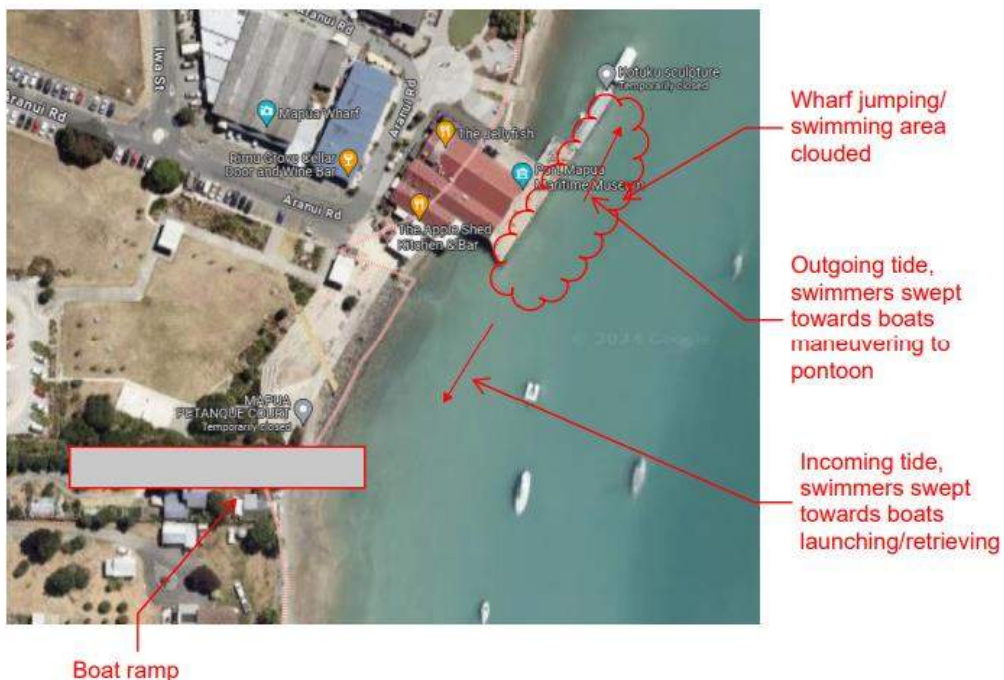 Aranui Rd
Iwa St
Aranui Rd
Aranui Rd
Kotuku sculpture
Temporarily closed
Mapua Wharf
The Jellyfish
Rimu Grove Cellar
Door and Wine Bar
Port Mapua
Maritime Museum
Aranui Rd
The Apple Shed
Kitchen & Bar
© 2024 Google
MAPUA
PETANQUE COURT
Temporarily closed
Wharf jumping/
swimming area
clouded
Outgoing tide,
swimmers swept
towards boats
maneuvering to
pontoon
Incoming tide,
swimmers swept
towards boats
launching/retrieving
Boat ramp